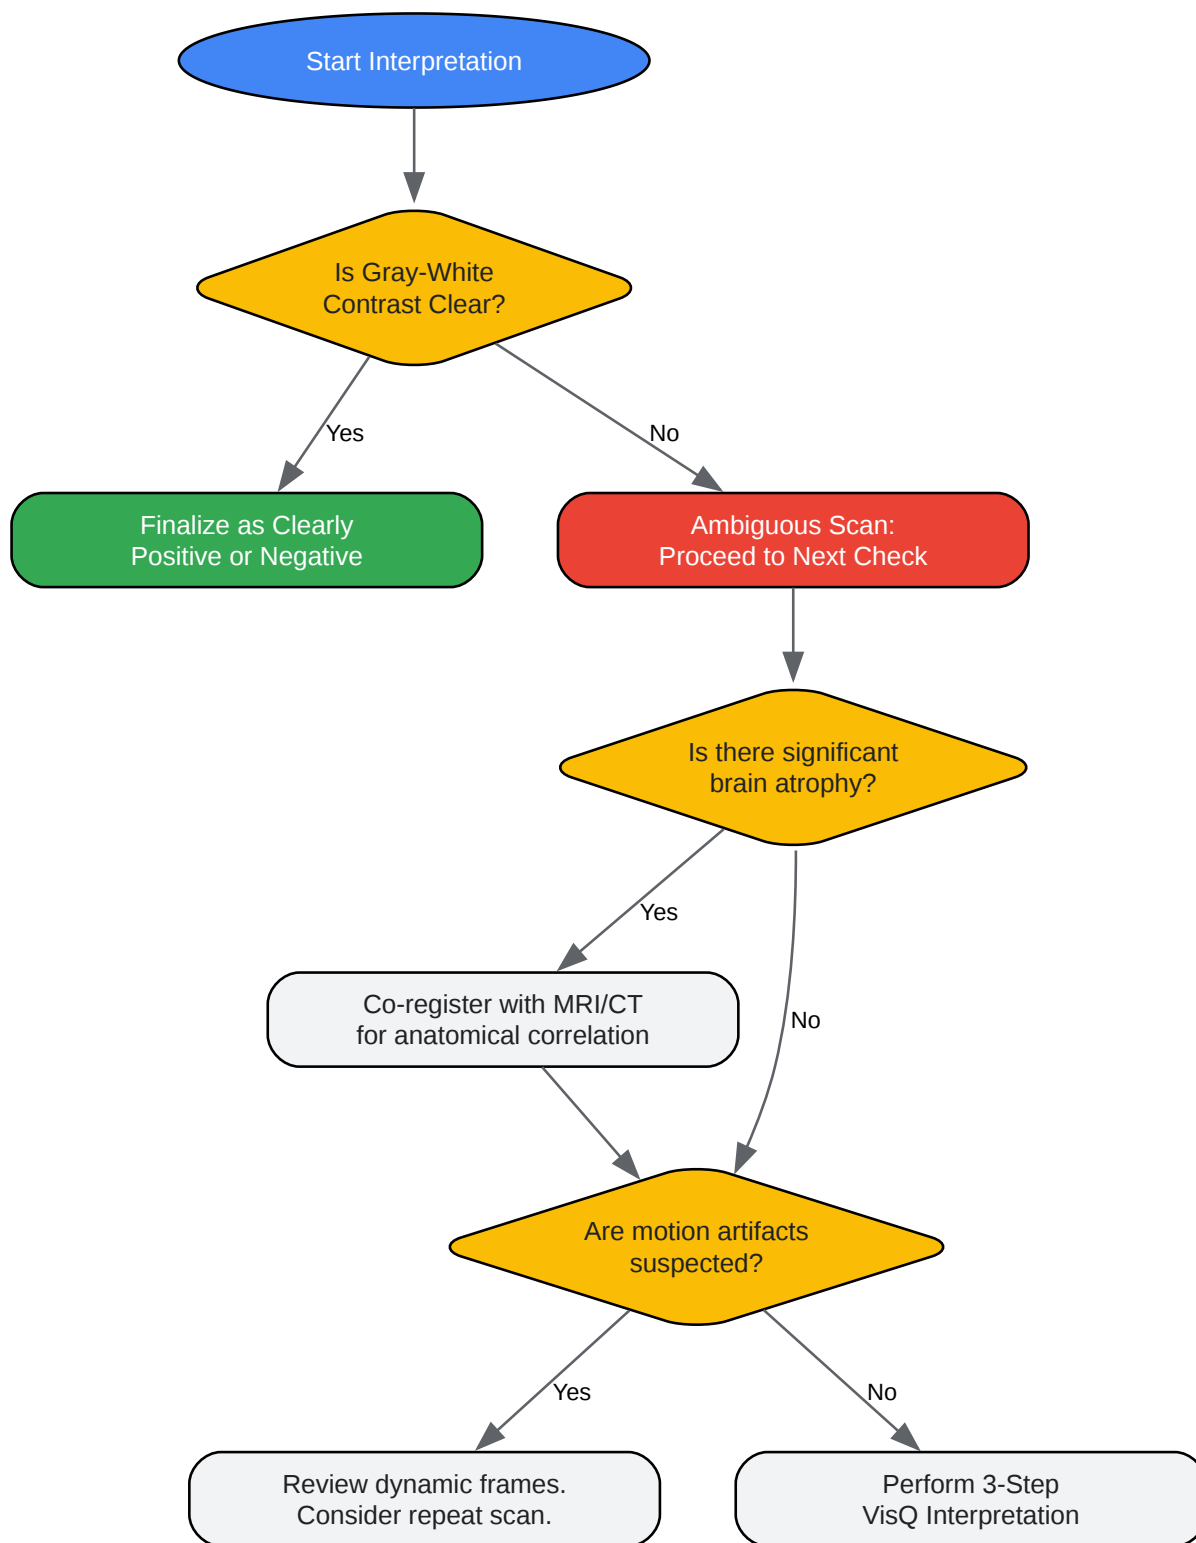 Start Interpretation
Is Gray-White
Contrast Clear?
Yes
No
Finalize as Clearly
Positive or Negative
Ambiguous Scan:
Proceed to Next Check
Is there significant
brain atrophy?
Yes
Co-register with MRI/CT
for anatomical correlation
No
Are motion artifacts
suspected?
Yes
No
Review dynamic frames.
Consider repeat scan.
Perform 3-Step
VisQ Interpretation